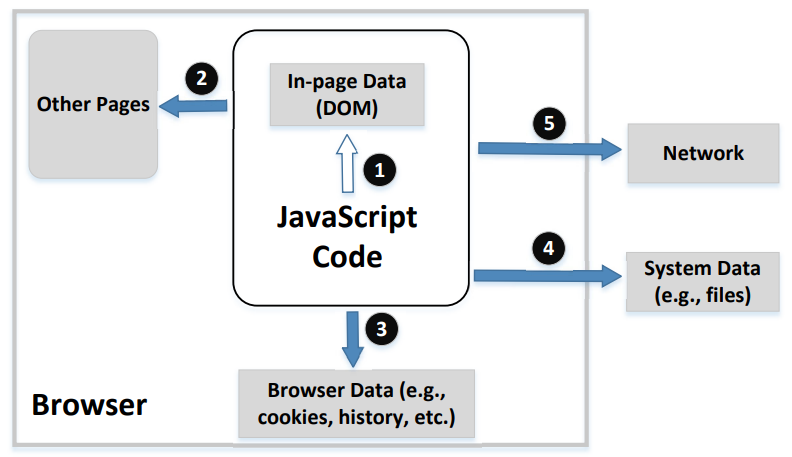 2
Other Pages
In-page Data
(DOM)
1
JavaScript
Code
5
Network
4
System Data
(e.g., files)
3
Browser Data (e.g.,
cookies, history, etc.)
Browser